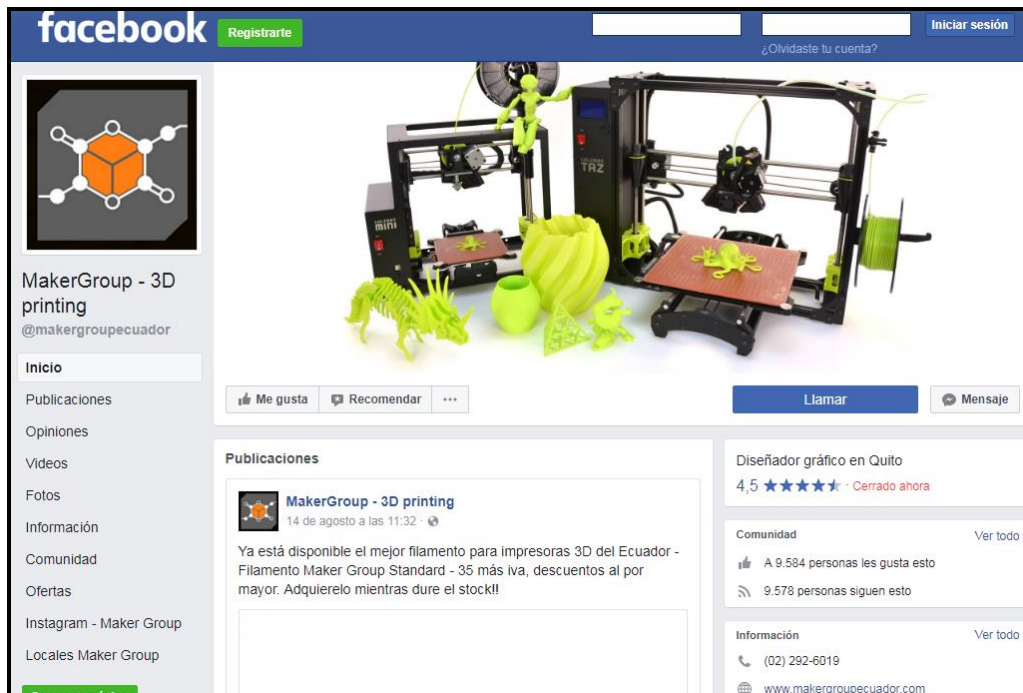 facebook
Registrarte
Iniciar sesión
¿Olvidaste tu cuenta?
MakerGroup - 3D
printing
@makergroupecuador
Inicio
Publicaciones
Opiniones
Videos
Fotos
Información
Comunidad
Ofertas
Instagram - Maker Group
Locales Maker Group
MINI
TAZ
Me gusta
Recomendar
...
Llamar
Mensaje
Publicaciones
MakerGroup - 3D printing
14 de agosto a las 11:32 ·
Ya está disponible el mejor filamento para impresoras 3D del Ecuador -
Filamento Maker Group Standard - 35 más iva, descuentos al por
mayor. Adquierelo mientras dure el stock!!
Diseñador gráfico en Quito
4,5 ★★★★★ · Cerrado ahora
Comunidad
Ver todo
A 9.584 personas les gusta esto
9.578 personas siguen esto
Información
Ver todo
(02) 292-6019
www.makergroupecuador.com